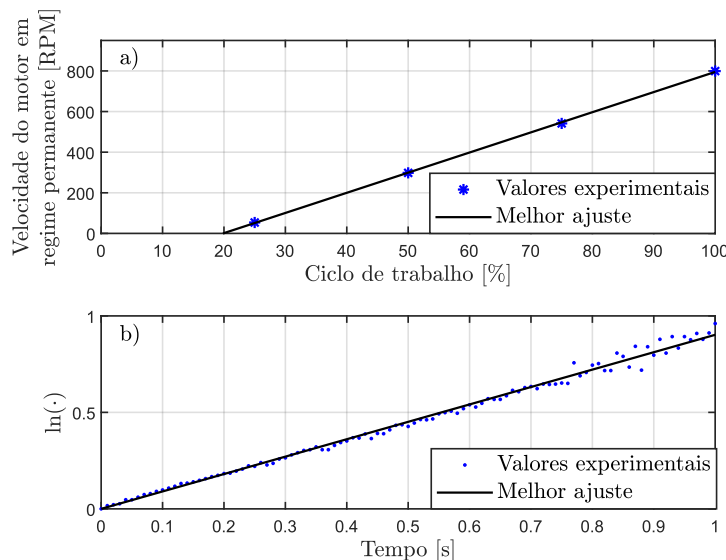 a)
Velocidade do motor em
regime permanente [RPM]
800
600
400
200
0
Valores experimentais
Melhor ajuste
0 10 20 30 40 50 60 70 80 90 100
Ciclo de trabalho [%]
b)
ln(·)
1
0.5
0
Valores experimentais
Melhor ajuste
0 0.1 0.2 0.3 0.4 0.5 0.6 0.7 0.8 0.9 1
Tempo [s]